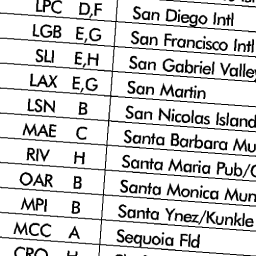 LPC D,F San Diego Intl
LGB E,G San Francisco Intl
SLI E,H San Gabriel Valley
LAX E,G San Martin
LSN B San Nicolas Island
MAE C Santa Barbara Mu
RIV H Santa Maria Pub/C
OAR B Santa Monica Mun
MPI B Santa Ynez/Kunkle
MCC A Sequoia Fld
CRO H